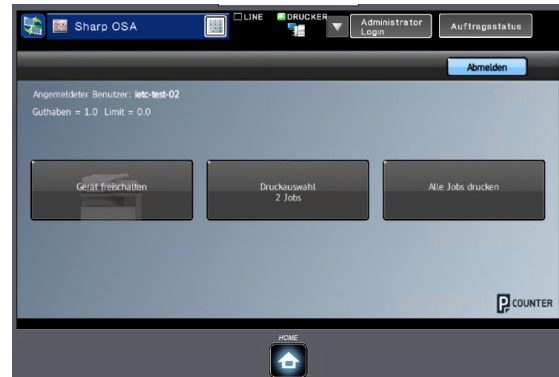 Sharp OSA
LINE
DRUCKER
Administrator
Login
Auftragsstatus
Abmelden
Angemeldeter Benutzer: ietc-test-02
Guthaben = 1.0 Limit = 0.0
Gerät freischalten
Druckauswahl
2 Jobs
Alle Jobs drucken
P COUNTER
HOME